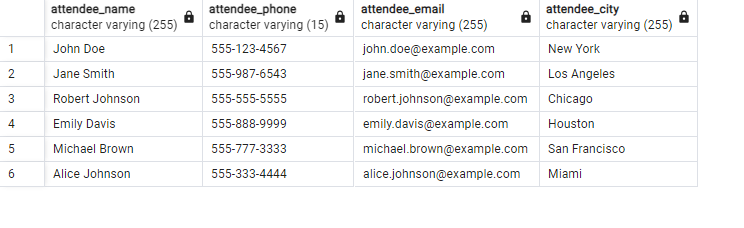 attendee_name attendee_phone attendee_email attendee_city
character varying (255) character varying (15) character varying (255) character varying (255)
1 John Doe 555-123-4567 john.doe@example.com New York
2 Jane Smith 555-987-6543 jane.smith@example.com Los Angeles
3 Robert Johnson 555-555-5555 robert.johnson@example.com Chicago
4 Emily Davis 555-888-9999 emily.davis@example.com Houston
5 Michael Brown 555-777-3333 michael.brown@example.com San Francisco
6 Alice Johnson 555-333-4444 alice.johnson@example.com Miami